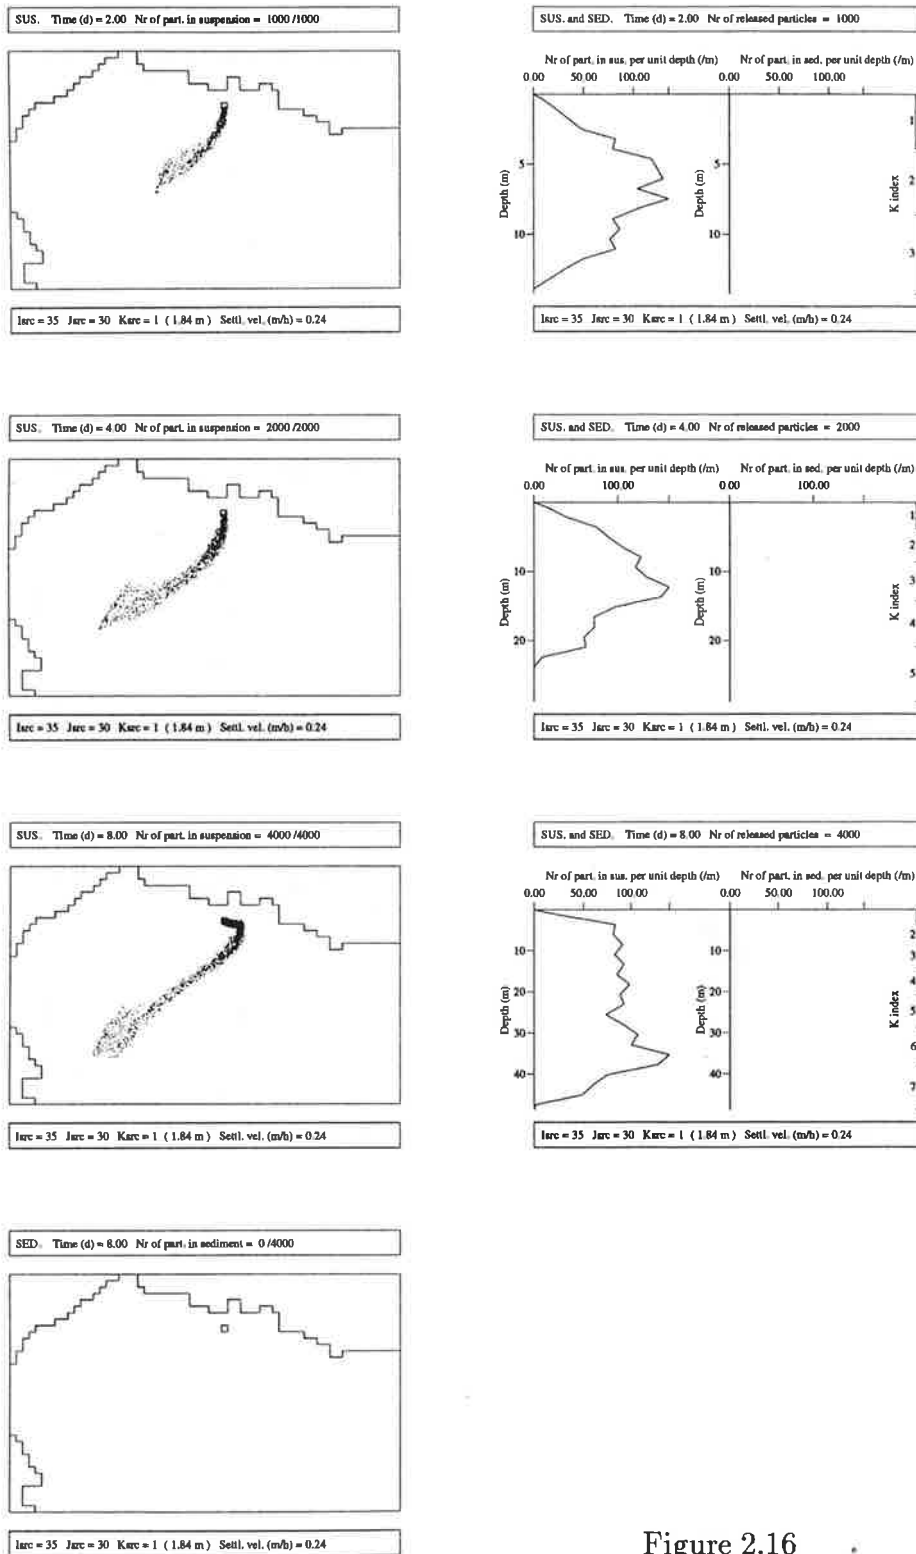 SUS. Time (d) = 2.00 Nr of part. in suspension = 1000 /1000
Isrc = 35 Jsrc = 30 Ksrc = 1 ( 1.84 m ) Settl. vel. (m/h) = 0.24
SUS. and SED. Time (d) = 2.00 Nr of released particles = 1000
Nr of part. in sus. per unit depth (/m) Nr of part. in sed. per unit depth (/m)
0.00 50.00 100.00 0.00 50.00 100.00
Depth (m)
5
10
Depth (m)
5
10
K index
1
2
3
Isrc = 35 Jsrc = 30 Ksrc = 1 ( 1.84 m ) Settl. vel. (m/h) = 0.24
SUS. Time (d) = 4.00 Nr of part. in suspension = 2000 /2000
Isrc = 35 Jsrc = 30 Ksrc = 1 ( 1.84 m ) Settl. vel. (m/h) = 0.24
SUS. and SED. Time (d) = 4.00 Nr of released particles = 2000
Nr of part. in sus. per unit depth (/m) Nr of part. in sed. per unit depth (/m)
0.00 100.00 0.00 100.00
Depth (m)
10
20
Depth (m)
10
20
K index
1
2
3
4
5
Isrc = 35 Jsrc = 30 Ksrc = 1 ( 1.84 m ) Settl. vel. (m/h) = 0.24
SUS. Time (d) = 8.00 Nr of part. in suspension = 4000 /4000
Isrc = 35 Jsrc = 30 Ksrc = 1 ( 1.84 m ) Settl. vel. (m/h) = 0.24
SUS. and SED. Time (d) = 8.00 Nr of released particles = 4000
Nr of part. in sus. per unit depth (/m) Nr of part. in sed. per unit depth (/m)
0.00 50.00 100.00 0.00 50.00 100.00
Depth (m)
10
20
30
40
Depth (m)
10
20
30
40
K index
2
3
4
5
6
7
Isrc = 35 Jsrc = 30 Ksrc = 1 ( 1.84 m ) Settl. vel. (m/h) = 0.24
SED. Time (d) = 8.00 Nr of part. in sediment = 0 /4000
Isrc = 35 Jsrc = 30 Ksrc = 1 ( 1.84 m ) Settl. vel. (m/h) = 0.24
Figure 2.16